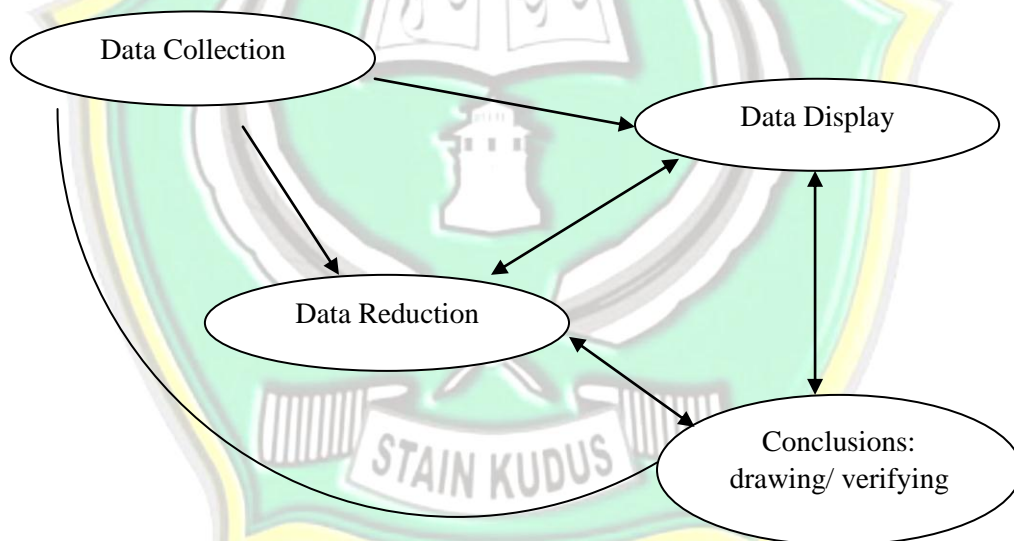 Data Collection
Data Display
Data Reduction
Conclusions:
drawing/ verifying
STAIN KUDUS